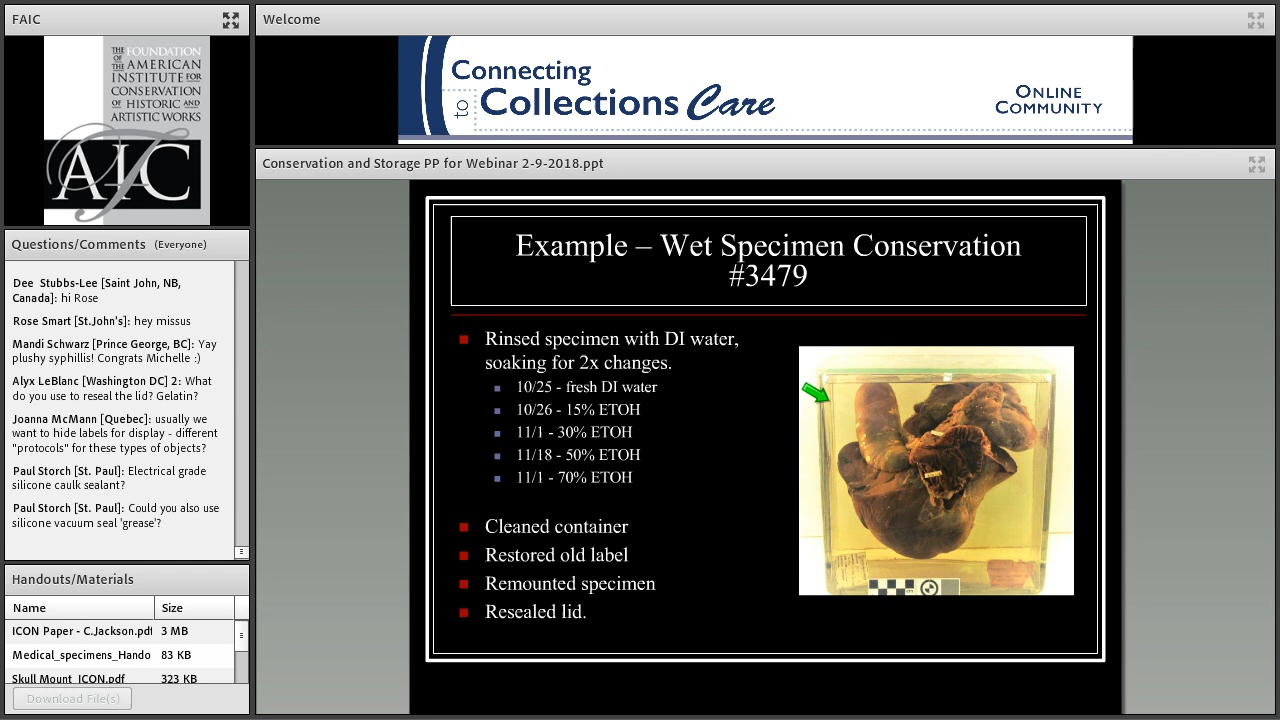 FAIC
THE FOUNDATION
OF THE AMERICAN
INSTITUTE FOR
CONSERVATION
OF HISTORIC AND
ARTISTIC WORKS
AIC
Questions/Comments (Everyone)
Dee Stubbs-Lee [Saint John, NB,
Canada]: hi Rose
Rose Smart [St.John's]: hey missus
Mandi Schwarz [Prince George, BC]: Yay
plushy syphillis! Congrats Michelle :)
Alyx LeBlanc [Washington DC] 2: What
do you use to reseal the lid? Gelatin?
Joanna McMann [Quebec]: usually we
want to hide labels for display - different
"protocols" for these types of objects?
Paul Storch [St. Paul]: Electrical grade
silicone caulk sealant?
Paul Storch [St. Paul]: Could you also use
silicone vacuum seal 'grease'?
Handouts/Materials
Name Size
ICON Paper - C.Jackson.pdf 3 MB
Medical_specimens_Hando 83 KB
Skull Mount_ICON.pdf 323 KB
Download File(s)
Welcome
Connecting
to Collections Care
ONLINE
COMMUNITY
Conservation and Storage PP for Webinar 2-9-2018.ppt
Example – Wet Specimen Conservation
#3479
Rinsed specimen with DI water,
soaking for 2x changes.
10/25 - fresh DI water
10/26 - 15% ETOH
11/1 - 30% ETOH
11/18 - 50% ETOH
11/1 - 70% ETOH
Cleaned container
Restored old label
Remounted specimen
Resealed lid.